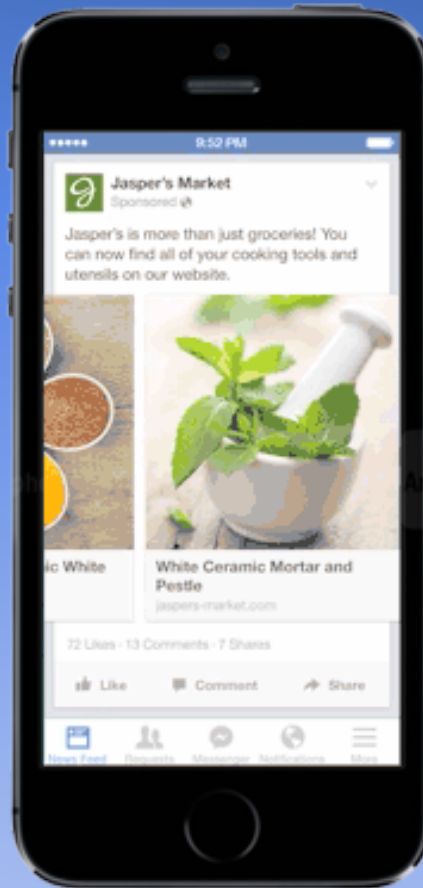 9:52 PM
Jasper's Market
Sponsored
Jasper's is more than just groceries! You
can now find all of your cooking tools and
utensils on our website.
ic White
White Ceramic Mortar and
Pestle
jaspers-market.com
72 Likes · 13 Comments · 7 Shares
Like Comment Share
News Feed Requests Messenger Notifications More